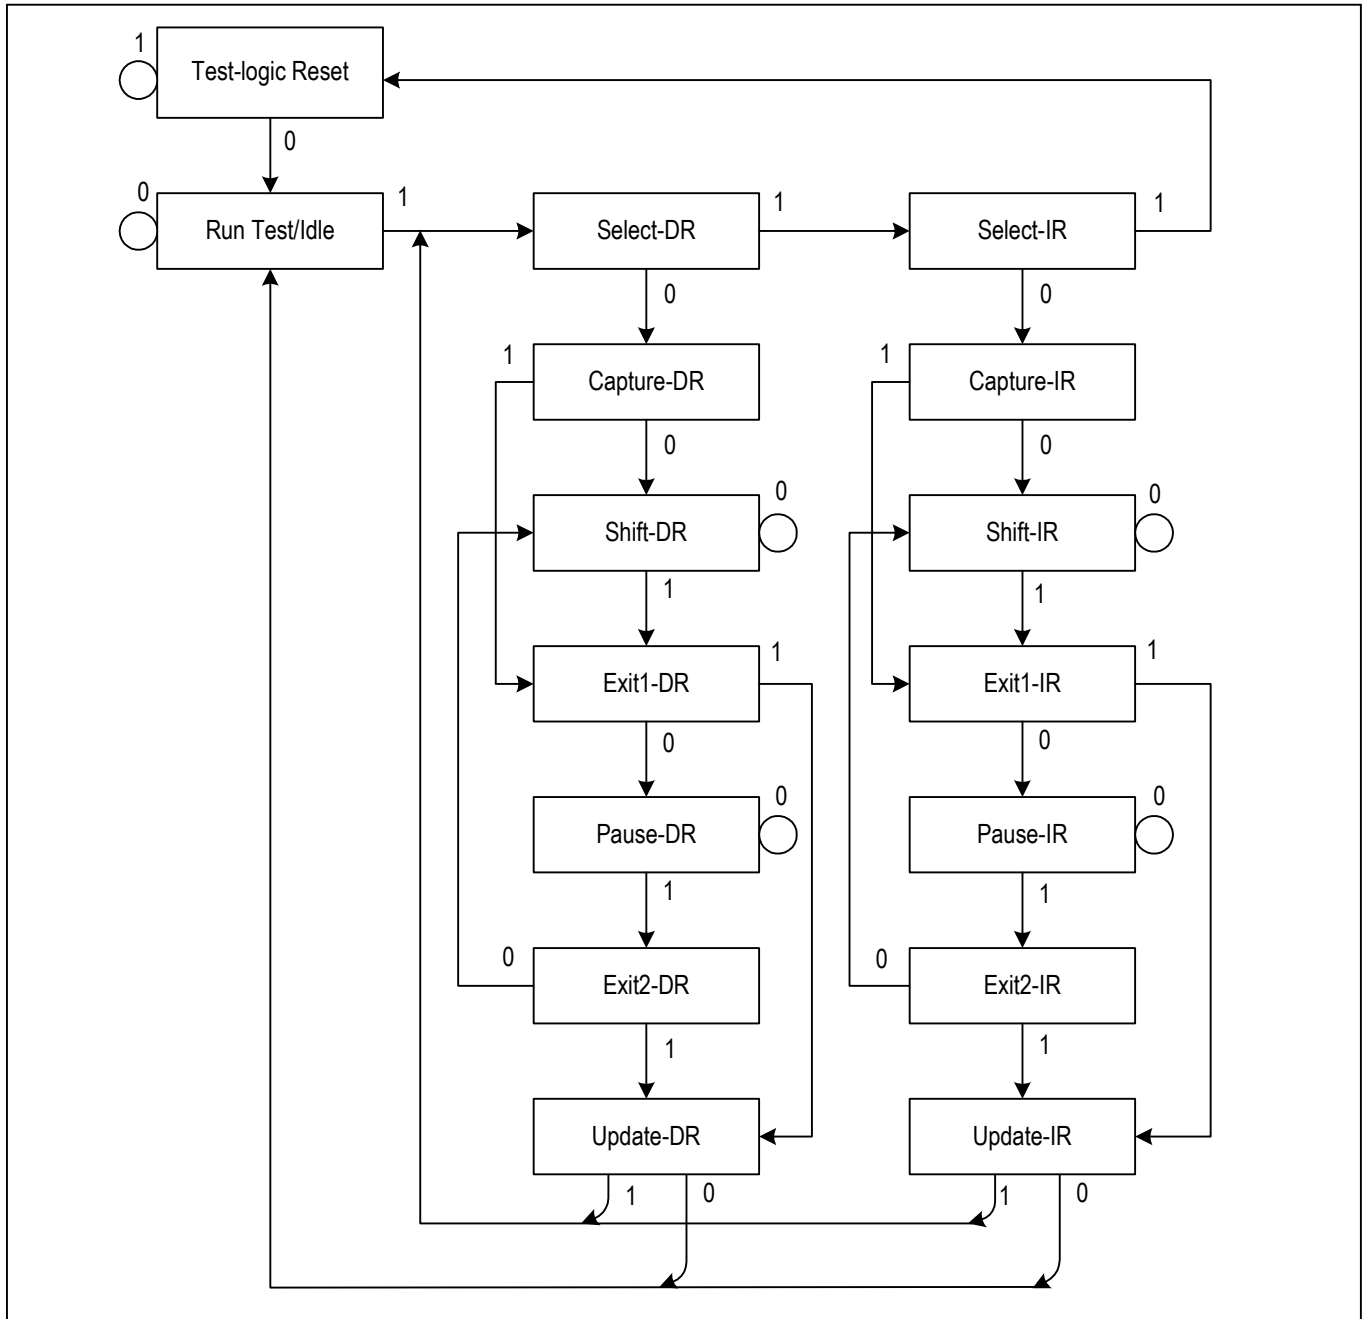 1
Test-logic Reset
0
0
Run Test/Idle
1
Select-DR
1
Select-IR
1
0
0
1
Capture-DR
1
Capture-IR
0
0
Shift-DR
0
Shift-IR
0
1
1
Exit1-DR
1
Exit1-IR
1
0
0
Pause-DR
0
Pause-IR
0
1
1
0
Exit2-DR
0
Exit2-IR
1
1
Update-DR
Update-IR
1
0
1
0